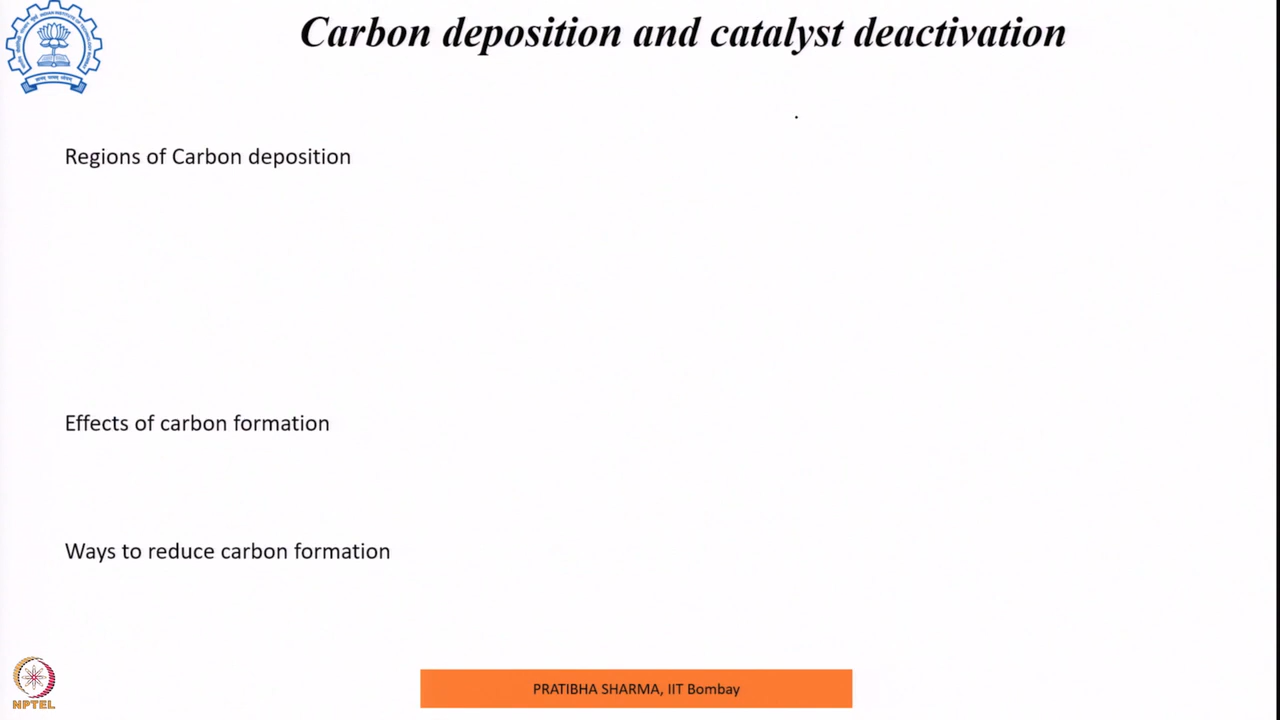 Carbon deposition and catalyst deactivation
Regions of Carbon deposition
Effects of carbon formation
Ways to reduce carbon formation
PRATIBHA SHARMA, IIT Bombay
NPTEL